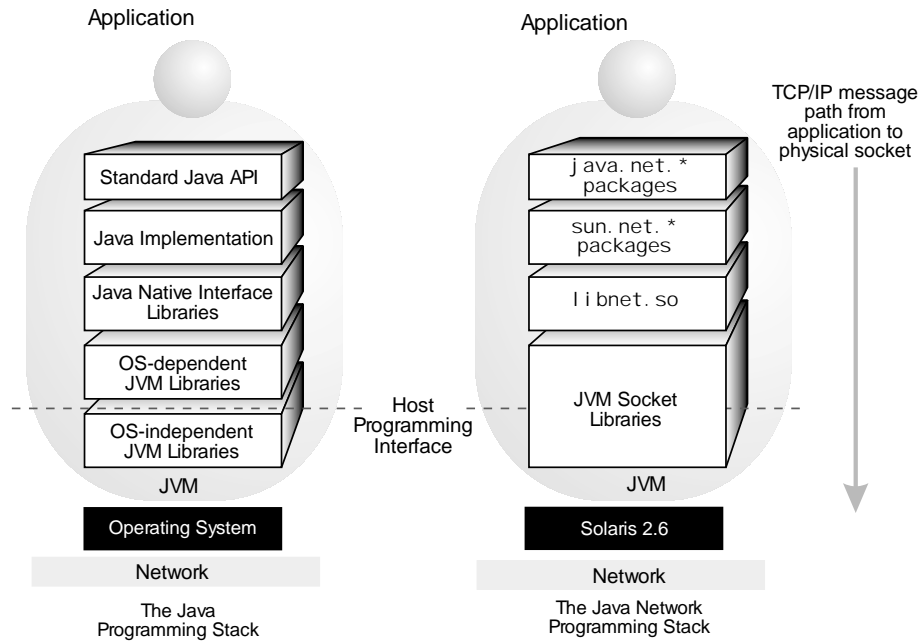 Application
Standard Java API
Java Implementation
Java Native Interface
Libraries
OS-dependent
JVM Libraries
OS-independent
JVM Libraries
JVM
Operating System
Network
The Java
Programming Stack
Host
Programming
Interface
Application
java.net.*
packages
sun.net.*
packages
libnet.so
JVM Socket
Libraries
JVM
Solaris 2.6
Network
The Java Network
Programming Stack
TCP/IP message
path from
application to
physical socket